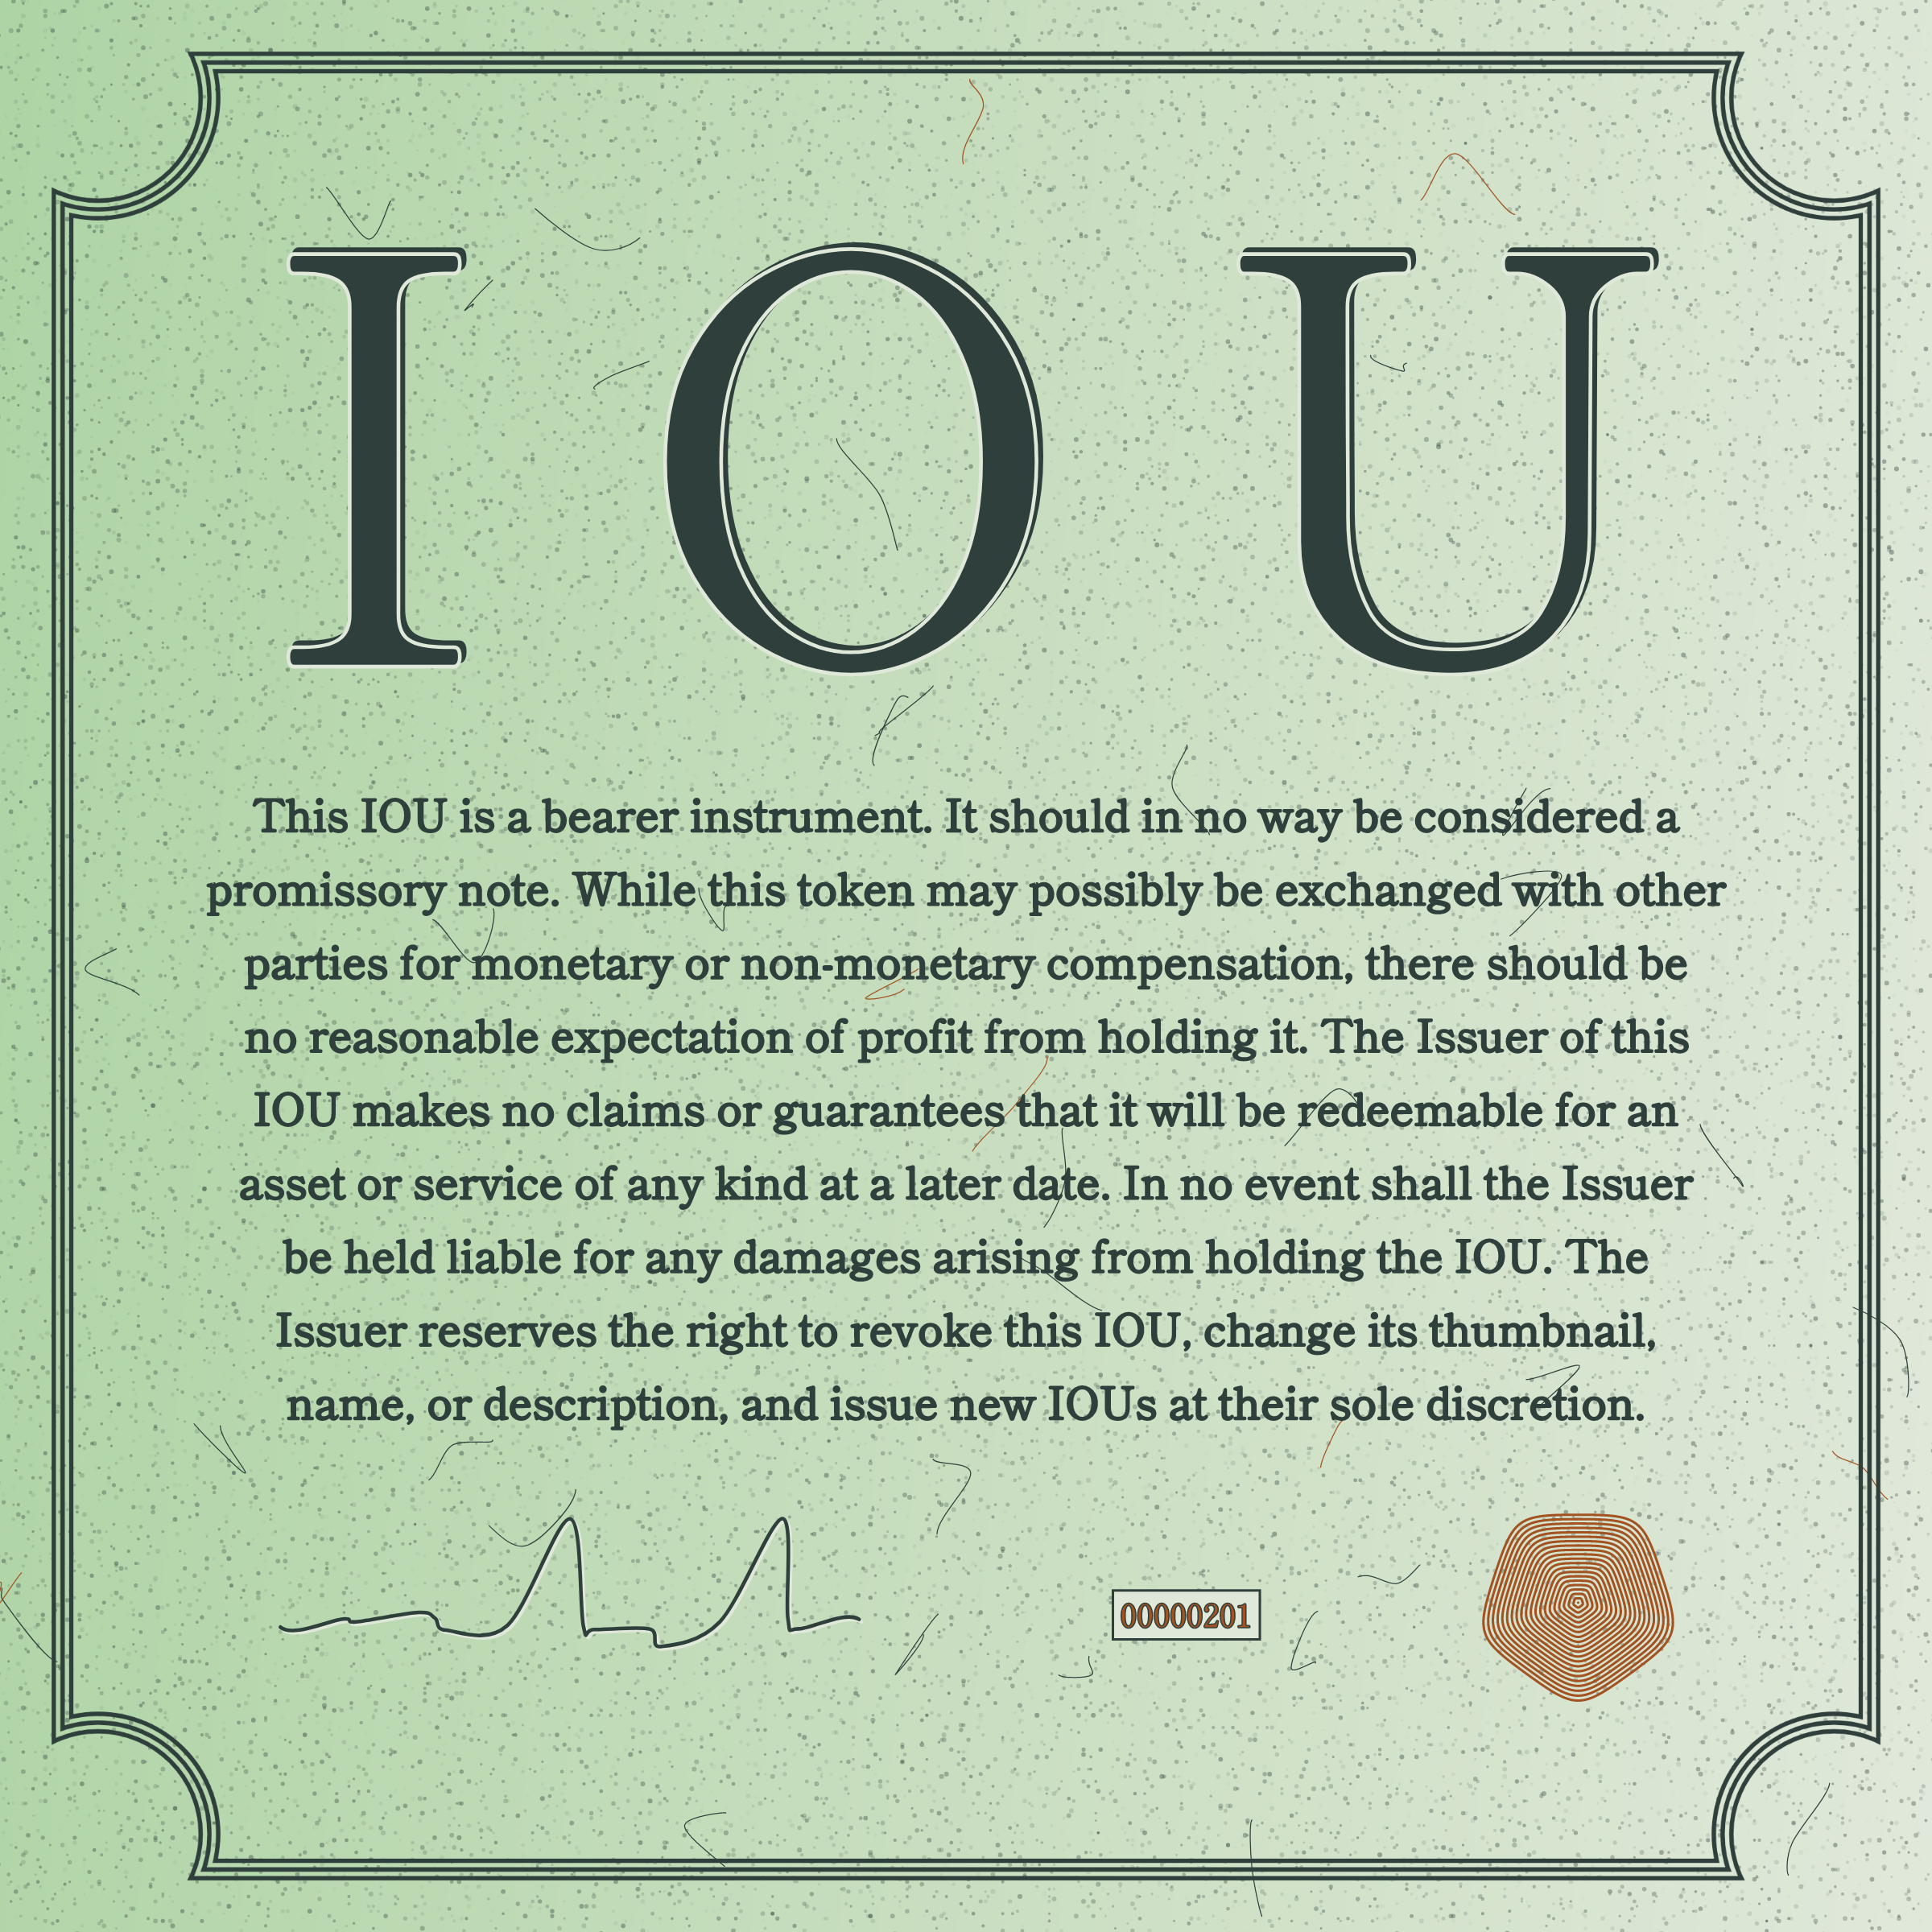 I O U
This IOU is a bearer instrument. It should in no way be considered a
promissory note. While this token may possibly be exchanged with other
parties for monetary or non-monetary compensation, there should be
no reasonable expectation of profit from holding it. The Issuer of this
IOU makes no claims or guarantees that it will be redeemable for an
asset or service of any kind at a later date. In no event shall the Issuer
be held liable for any damages arising from holding the IOU. The
Issuer reserves the right to revoke this IOU, change its thumbnail,
name, or description, and issue new IOUs at their sole discretion.
00000201